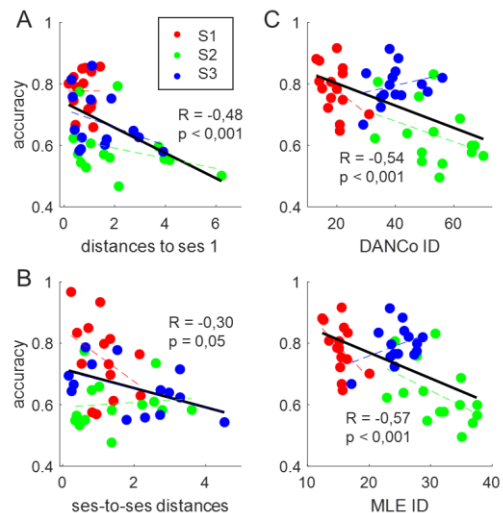 A
S1
S2
S3
1
0.8
0.6
0.4
accuracy
R = -0,48
p < 0,001
0 2 4 6
distances to ses 1
C
1
0.8
0.6
0.4
accuracy
R = -0,54
p < 0,001
20 40 60
DANCo ID
B
1
0.8
0.6
0.4
accuracy
R = -0,30
p = 0,05
0 2 4
ses-to-ses distances
1
0.8
0.6
0.4
accuracy
R = -0,57
p < 0,001
10 20 30 40
MLE ID